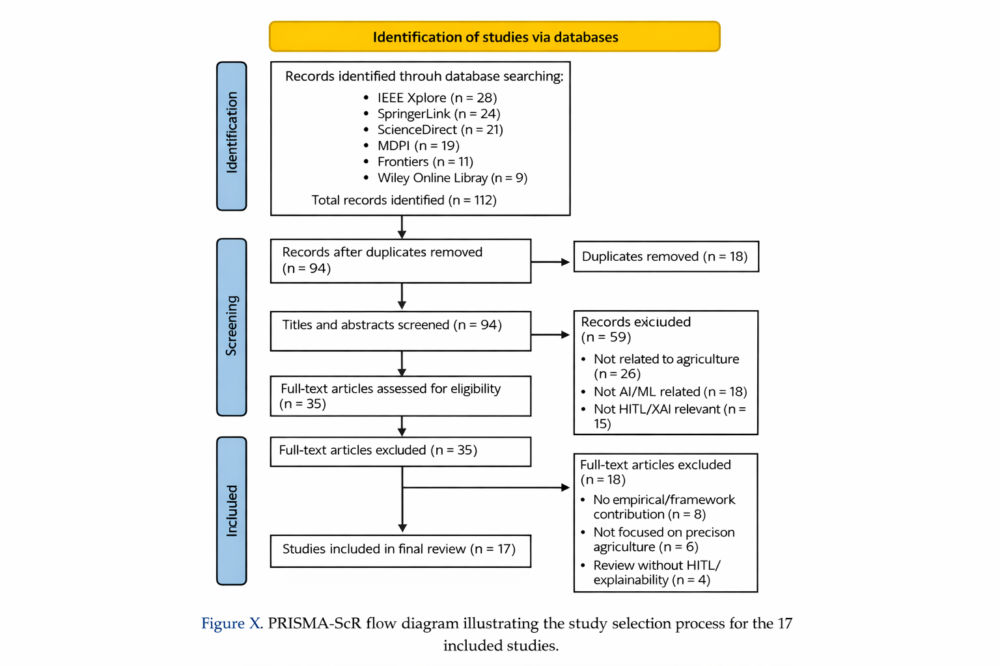 Identification of studies via databases
Identification
Records identified throuh database searching:
• IEEE Xplore (n = 28)
• SpringerLink (n = 24)
• ScienceDirect (n = 21)
• MDPI (n = 19)
• Frontiers (n = 11)
• Wiley Online Libray (n = 9)
Total records identified (n = 112)
Screening
Records after duplicates removed
(n = 94)
Duplicates removed (n = 18)
Titles and abstracts screened (n = 94)
Records exciuded
(n = 59)
• Not related to agriculture
(n = 26)
• Not AI/ML related (n = 18)
• Not HITL/XAI relevant (n =
15)
Full-text articles assessed for eligibility
(n = 35)
Included
Full-text articles excluded (n = 35)
Full-text articles excluded
(n = 18)
• No empirical/framework
contribution (n = 8)
• Not focused on precison
agriculture (n = 6)
• Review without HITL/
explainability (n = 4)
Studies included in final review (n = 17)
Figure X. PRISMA-ScR flow diagram illustrating the study selection process for the 17
included studies.